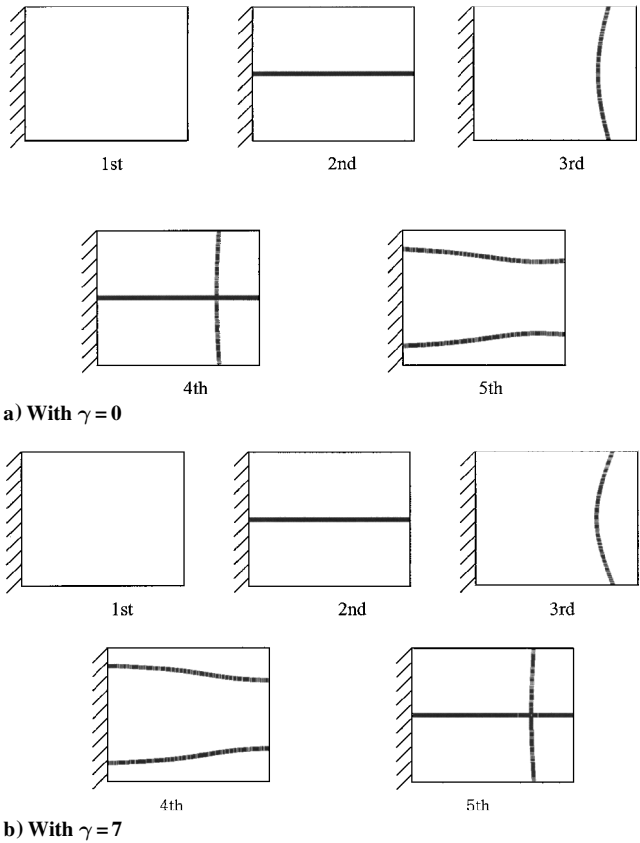 1st 2nd 3rd
4th 5th
a) With γ = 0
1st 2nd 3rd
4th 5th
b) With γ = 7